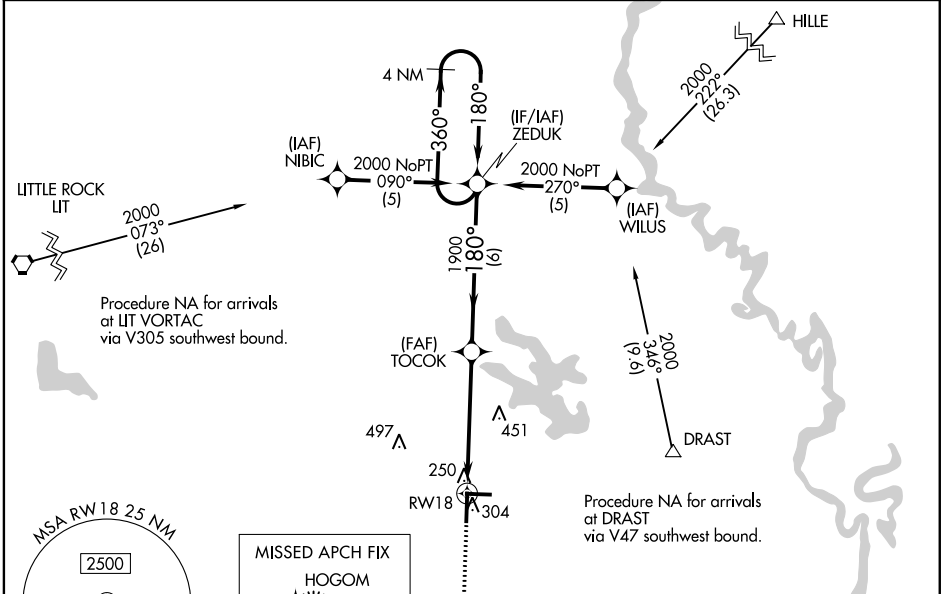 HILLE
2000
222°
(26.3)
4 NM
360°
180°
(IF/IAF)
ZEDUK
(IAF)
NIBIC
2000 NoPT
090°
(5)
2000 NoPT
270°
(5)
(IAF)
WILUS
LITTLE ROCK
LIT
2000
073°
(26)
1900
180°
(6)
Procedure NA for arrivals
at LIT VORTAC
via V305 southwest bound.
(FAF)
TOCOK
2000
346°
(9.6)
497
451
DRAST
250
RW18
304
Procedure NA for arrivals
at DRAST
via V47 southwest bound.
MSA RW18 25 NM
2500
MISSED APCH FIX
HOGOM